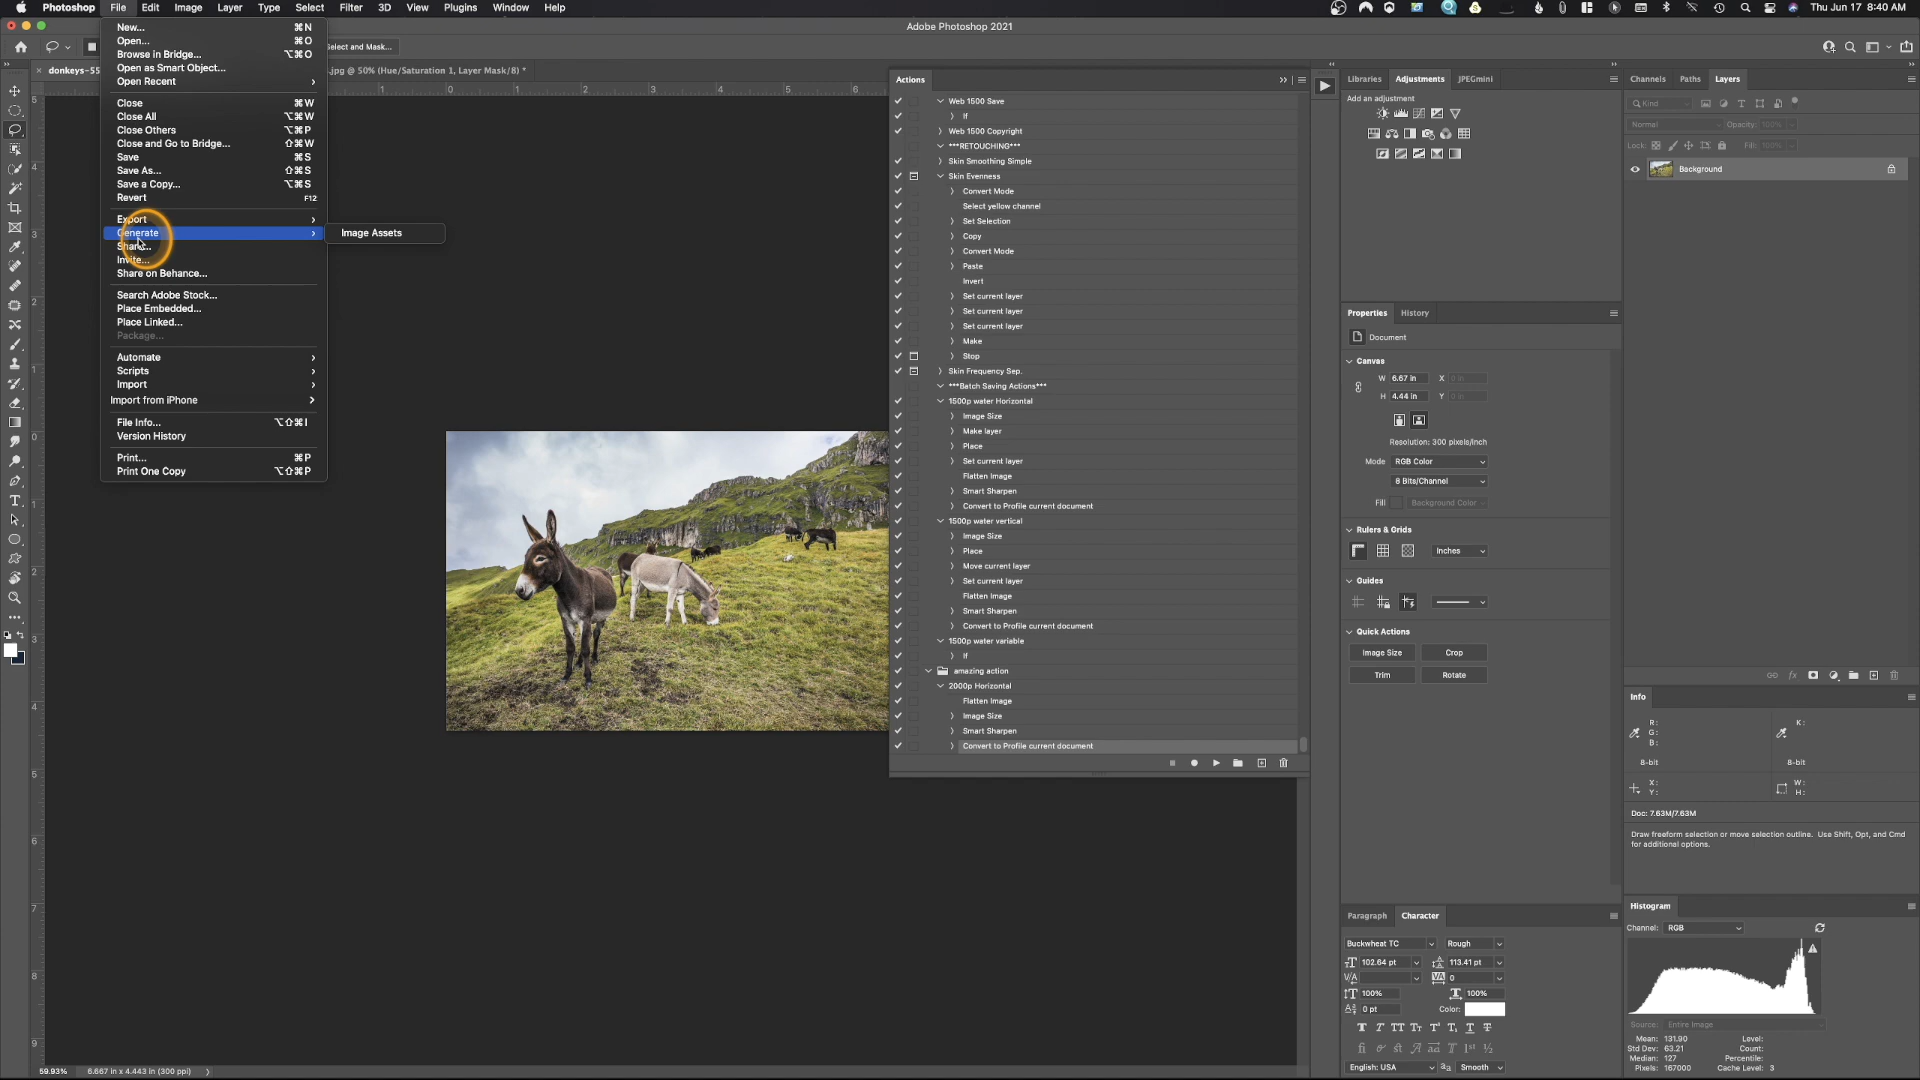 Photoshop File Edit Image Layer Type Select Filter 3D View Plugins Window Help Thu Jun 17 8:40 AM
Adobe Photoshop 2021
Select and Mask...
donkeys-55
.jpg @ 50% (Hue/Saturation 1, Layer Mask/8) *
New... ⌘N
Open... ⌘O
Browse in Bridge... ⌥⌘O
Open as Smart Object...
Open Recent
Close ⌘W
Close All ⌥⌘W
Close Others ⌥⌘P
Close and Go to Bridge... ⇧⌘W
Save ⌘S
Save As... ⇧⌘S
Save a Copy... ⌥⌘S
Revert F12
Export
Generate
Image Assets
Share...
Invite...
Share on Behance...
Search Adobe Stock...
Place Embedded...
Place Linked...
Package...
Automate
Scripts
Import
Import from iPhone
File Info... ⌥⇧⌘I
Version History
Print... ⌘P
Print One Copy ⌥⇧⌘P
Actions
Web 1500 Save
If
Web 1500 Copyright
***RETOUCHING***
Skin Smoothing Simple
Skin Evenness
Convert Mode
Select yellow channel
Set Selection
Copy
Convert Mode
Paste
Invert
Set current layer
Set current layer
Set current layer
Make
Stop
Skin Frequency Sep.
***Batch Saving Actions***
1500p water Horizontal
Image Size
Make layer
Place
Set current layer
Flatten Image
Smart Sharpen
Convert to Profile current document
1500p water vertical
Image Size
Place
Move current layer
Set current layer
Flatten Image
Smart Sharpen
Convert to Profile current document
1500p water variable
If
amazing action
2000p Horizontal
Flatten Image
Image Size
Smart Sharpen
Convert to Profile current document
Libraries Adjustments JPEGmini
Add an adjustment
Properties History
Document
Canvas
W 6.67 in X 0 in
H 4.44 in Y 0 in
Resolution: 300 pixels/inch
Mode RGB Color
8 Bits/Channel
Fill Background Color
Rulers & Grids
Inches
Guides
Quick Actions
Image Size Crop
Trim Rotate
Paragraph Character
Buckwheat TC Rough
102.64 pt 113.41 pt
0
100% 100%
0 pt Color:
English: USA Smooth
Channels Paths Layers
Kind
Normal Opacity: 100%
Lock: Fill: 100%
Background
Info
R:
G:
B:
K:
8-bit 8-bit
X:
Y:
W:
H:
Doc: 7.63M/7.63M
Draw freeform selection or move selection outline. Use Shift, Opt, and Cmd
for additional options.
Histogram
Channel: RGB
Source: Entire Image
Mean: 131.90 Level:
Std Dev: 63.21 Count:
Median: 127 Percentile:
Pixels: 167000 Cache Level: 3
59.93% 6.667 in x 4.443 in (300 ppi)